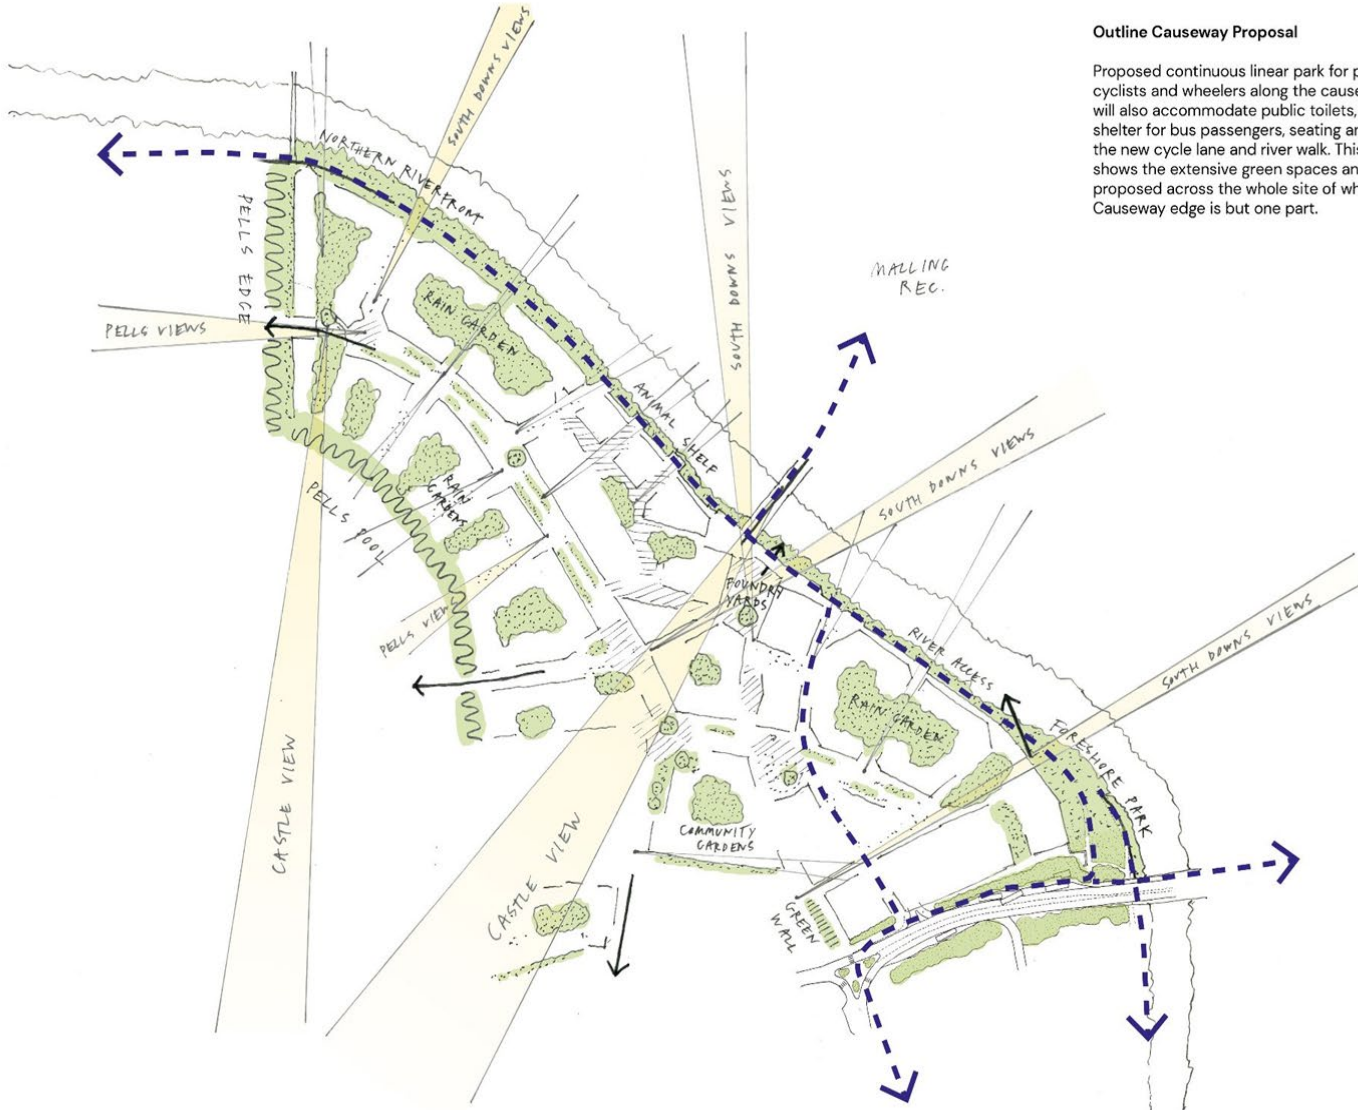 Outline Causeway Proposal
Proposed continuous linear park for p
cyclists and wheelers along the cause
will also accommodate public toilets,
shelter for bus passengers, seating ar
the new cycle lane and river walk. This
shows the extensive green spaces an
proposed across the whole site of wh
Causeway edge is but one part.
SOUTH DOWNS VIEWS
NORTHERN RIVERFRONT
PELLS EDGE
SOUTH DOWNS VIEWS
MALLING
REC.
RAIN GARDEN
PELLS VIEWS
ANIMAL SHELF
SOUTH DOWNS VIEWS
RAIN
GARDENS
PELLS POOL
FOUNDRY
YARDS
PELLS VIEW
RIVER ACCESS
SOUTH DOWNS VIEWS
RAIN GARDEN
FORESHORE PARK
CASTLE VIEW
COMMUNITY
GARDENS
CASTLE VIEW
GREEN
WALL